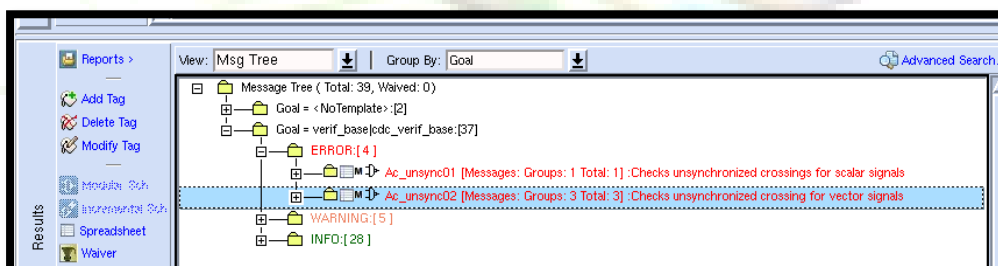 Reports >
View: Msg Tree
Group By: Goal
Advanced Search.
Add Tag
Delete Tag
Modify Tag
Modular Sch
Incremental Sch
Spreadsheet
Waiver
Results
Message Tree ( Total: 39, Waived: 0)
Goal = <NoTemplate>:[2]
Goal = verif_base|cdc_verif_base:[37]
ERROR:[4]
M Ac_unsync01 [Messages: Groups: 1 Total: 1] :Checks unsynchronized crossings for scalar signals
M Ac_unsync02 [Messages: Groups: 3 Total: 3] :Checks unsynchronized crossing for vector signals
WARNING:[5]
INFO:[28]